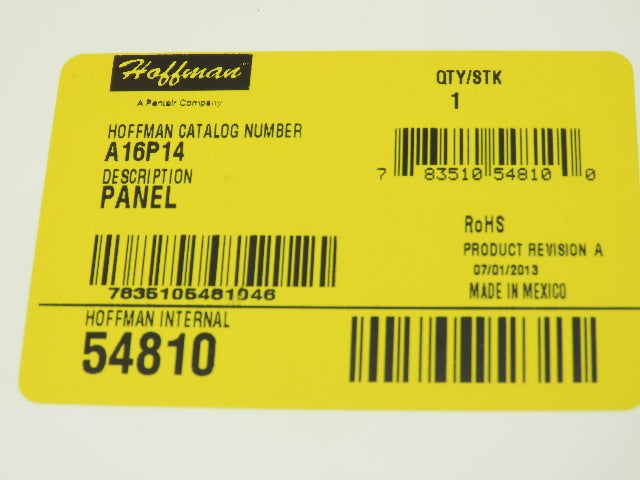 Hoffman
A Pentair Company
QTY/STK
1
HOFFMAN CATALOG NUMBER
A16P14
DESCRIPTION
PANEL
7 83510 54810 0
RoHS
PRODUCT REVISION A
07/01/2013
MADE IN MEXICO
7835105481046
HOFFMAN INTERNAL
54810